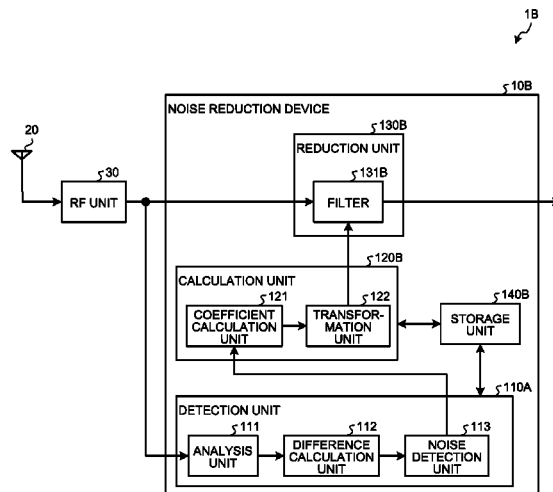 1B
10B
NOISE REDUCTION DEVICE
20
30
RF UNIT
130B
REDUCTION UNIT
131B
FILTER
120B
CALCULATION UNIT
121
COEFFICIENT
CALCULATION
UNIT
122
TRANSFOR-
MATION
UNIT
140B
STORAGE
UNIT
110A
DETECTION UNIT
111
ANALYSIS
UNIT
112
DIFFERENCE
CALCULATION
UNIT
113
NOISE
DETECTION
UNIT